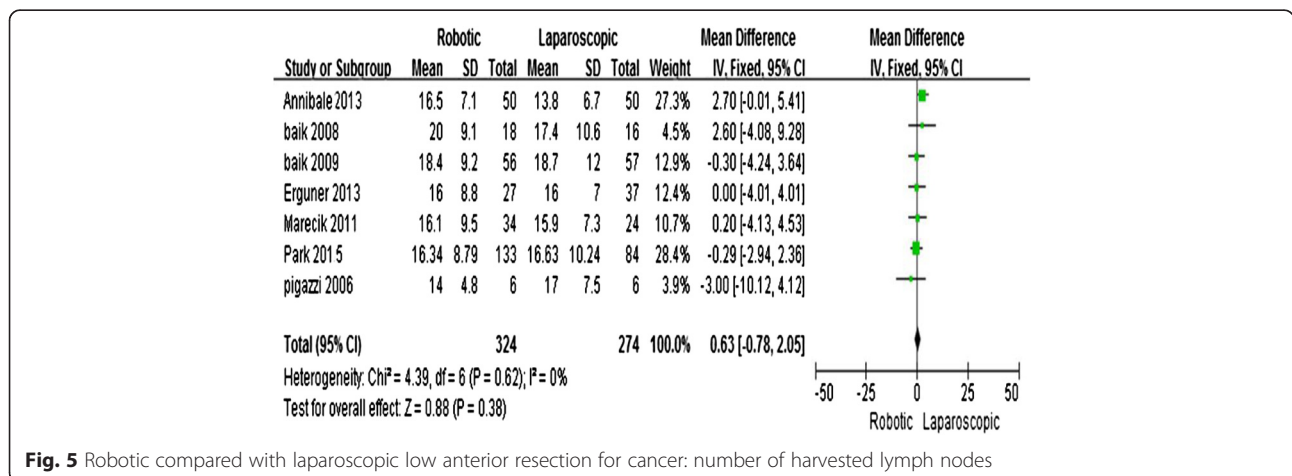 Robotic Laparoscopic Mean Difference Mean Difference
Study or Subgroup Mean SD Total Mean SD Total Weight IV, Fixed, 95% CI IV, Fixed, 95% CI
Annibale 2013 16.5 7.1 50 13.8 6.7 50 27.3% 2.70 [-0.01, 5.41]
baik 2008 20 9.1 18 17.4 10.6 16 4.5% 2.60 [-4.08, 9.28]
baik 2009 18.4 9.2 56 18.7 12 57 12.9% -0.30 [-4.24, 3.64]
Erguner 2013 16 8.8 27 16 7 37 12.4% 0.00 [-4.01, 4.01]
Marecik 2011 16.1 9.5 34 15.9 7.3 24 10.7% 0.20 [-4.13, 4.53]
Park 2015 16.34 8.79 133 16.63 10.24 84 28.4% -0.29 [-2.94, 2.36]
pigazzi 2006 14 4.8 6 17 7.5 6 3.9% -3.00 [-10.12, 4.12]
Total (95% CI) 324 274 100.0% 0.63 [-0.78, 2.05]
Heterogeneity: Chi² = 4.39, df = 6 (P = 0.62); I² = 0%
Test for overall effect: Z = 0.88 (P = 0.38)
-50 -25 0 25 50
Robotic Laparoscopic
Fig. 5 Robotic compared with laparoscopic low anterior resection for cancer: number of harvested lymph nodes